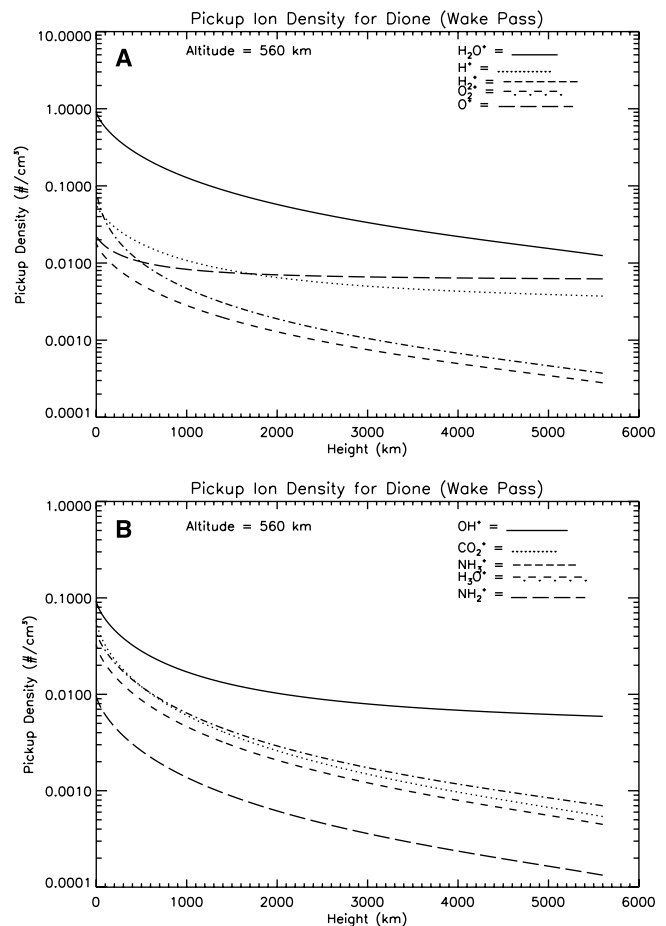 Pickup Ion Density for Dione (Wake Pass)
10.0000
A
Altitude = 560 km
H₂O⁺ =
H⁺ =
H₂⁺ =
O₂⁺ =
O⁺ =
1.0000
0.1000
0.0100
0.0010
0.0001
Pickup Density (#/cm³)
0 1000 2000 3000 4000 5000 6000
Height (km)
Pickup Ion Density for Dione (Wake Pass)
1.0000
B
Altitude = 560 km
OH⁺ =
CO₂⁺ =
NH₃⁺ =
H₃O⁺ =
NH₂⁺ =
0.1000
0.0100
0.0010
0.0001
Pickup Density (#/cm³)
0 1000 2000 3000 4000 5000 6000
Height (km)